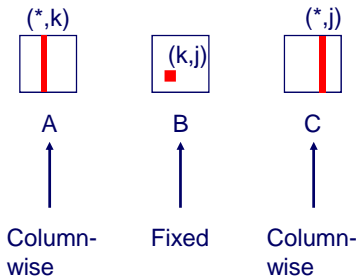 (*,k)
(k,j)
(*,j)
A
B
C
Column-
wise
Fixed
Column-
wise